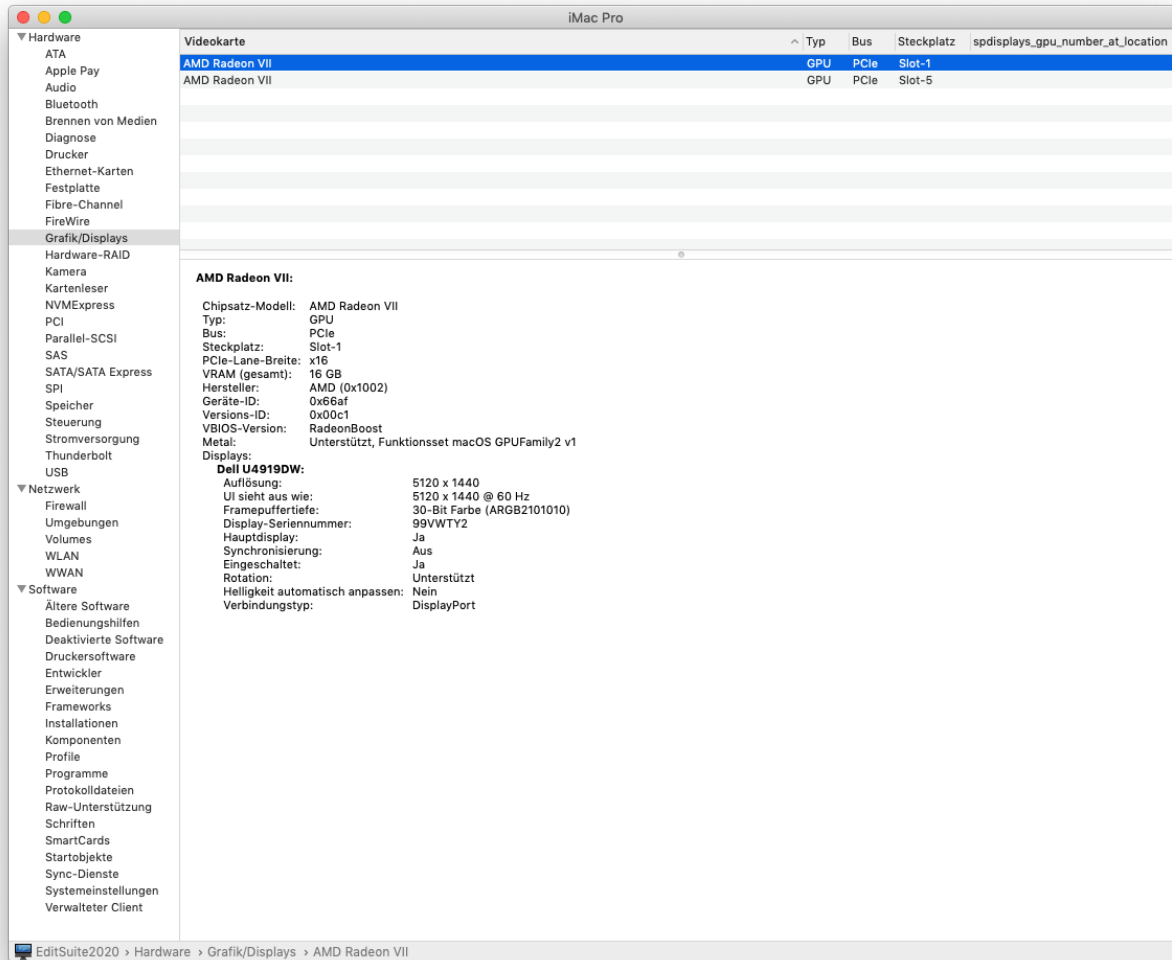 iMac Pro
Hardware
ATA
Apple Pay
Audio
Bluetooth
Brennen von Medien
Diagnose
Drucker
Ethernet-Karten
Festplatte
Fibre-Channel
FireWire
Grafik/Displays
Hardware-RAID
Kamera
Kartenleser
NVMExpress
PCI
Parallel-SCSI
SAS
SATA/SATA Express
SPI
Speicher
Steuerung
Stromversorgung
Thunderbolt
USB
Netzwerk
Firewall
Umgebungen
Volumes
WLAN
WWAN
Software
Ältere Software
Bedienungshilfen
Deaktivierte Software
Druckersoftware
Entwickler
Erweiterungen
Frameworks
Installationen
Komponenten
Profile
Programme
Protokolldateien
Raw-Unterstützung
Schriften
SmartCards
Startobjekte
Sync-Dienste
Systemeinstellungen
Verwalteter Client
Videokarte Typ Bus Steckplatz spdisplays_gpu_number_at_location
AMD Radeon VII GPU PCIe Slot-1
AMD Radeon VII GPU PCIe Slot-5
AMD Radeon VII:
Chipsatz-Modell: AMD Radeon VII
Typ: GPU
Bus: PCIe
Steckplatz: Slot-1
PCIe-Lane-Breite: x16
VRAM (gesamt): 16 GB
Hersteller: AMD (0x1002)
Geräte-ID: 0x66af
Versions-ID: 0x00c1
VBIOS-Version: RadeonBoost
Metal: Unterstützt, Funktionsset macOS GPUFamily2 v1
Displays:
Dell U4919DW:
Auflösung: 5120 x 1440
UI sieht aus wie: 5120 x 1440 @ 60 Hz
Framepuffertiefe: 30-Bit Farbe (ARGB2101010)
Display-Seriennummer: 99VWTY2
Hauptdisplay: Ja
Synchronisierung: Aus
Eingeschaltet: Ja
Rotation: Unterstützt
Helligkeit automatisch anpassen: Nein
Verbindungstyp: DisplayPort
EditSuite2020 › Hardware › Grafik/Displays › AMD Radeon VII